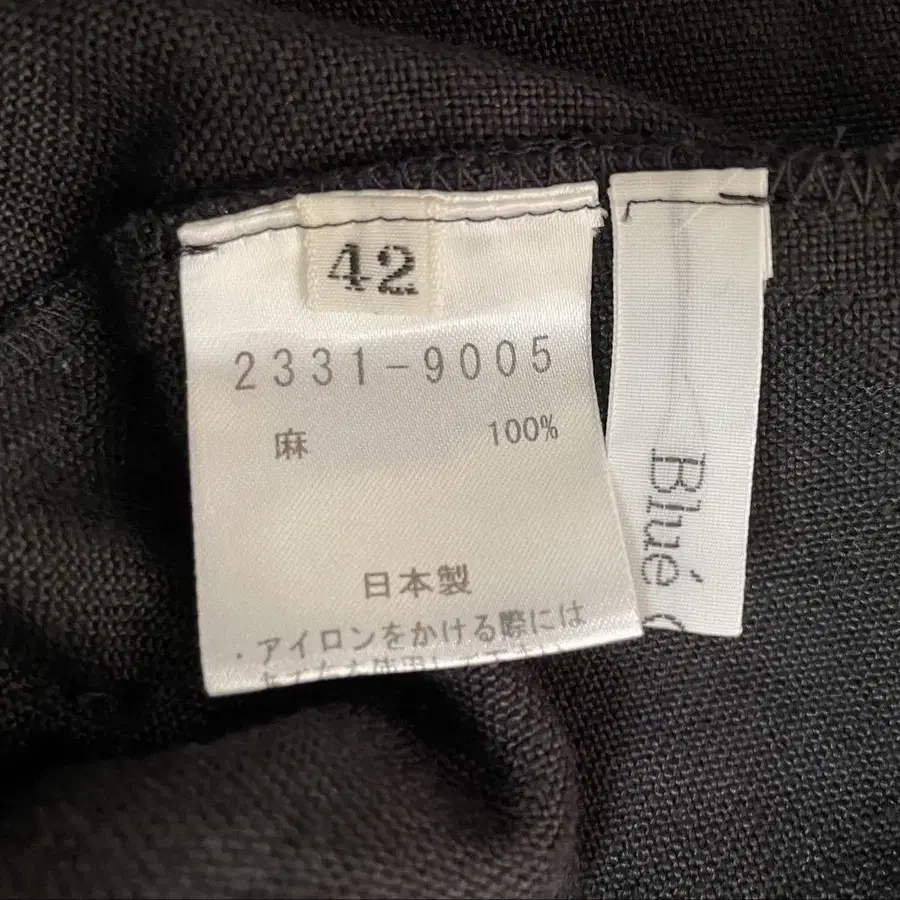 42
2331-9005
麻 100%
日本製
・アイロンをかける際には
Blué